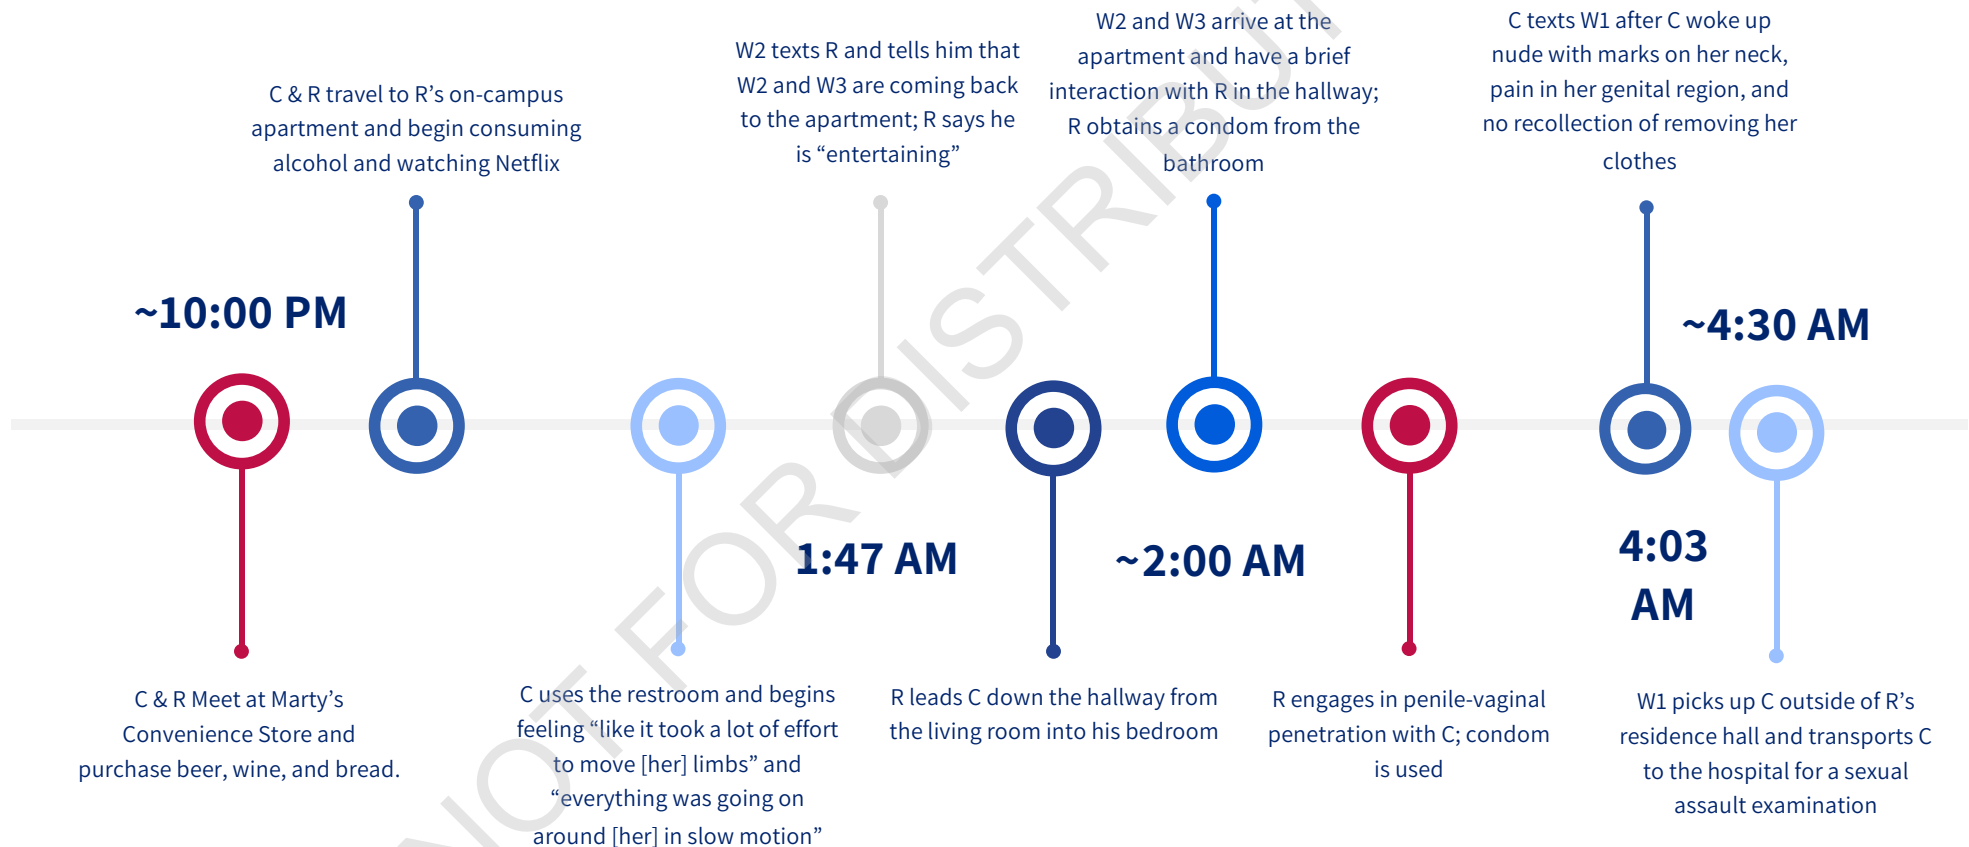 ~10:00 PM
C & R Meet at Marty’s
Convenience Store and
purchase beer, wine, and bread.
C & R travel to R’s on-campus
apartment and begin consuming
alcohol and watching Netflix
C uses the restroom and begins
feeling “like it took a lot of effort
to move [her] limbs” and
“everything was going on
around [her] in slow motion”
W2 texts R and tells him that
W2 and W3 are coming back
to the apartment; R says he
is “entertaining”
1:47 AM
R leads C down the hallway from
the living room into his bedroom
W2 and W3 arrive at the
apartment and have a brief
interaction with R in the hallway;
R obtains a condom from the
bathroom
~2:00 AM
R engages in penile-vaginal
penetration with C; condom
is used
C texts W1 after C woke up
nude with marks on her neck,
pain in her genital region, and
no recollection of removing her
clothes
4:03
AM
~4:30 AM
W1 picks up C outside of R’s
residence hall and transports C
to the hospital for a sexual
assault examination
NOT FOR DISTRIBUT